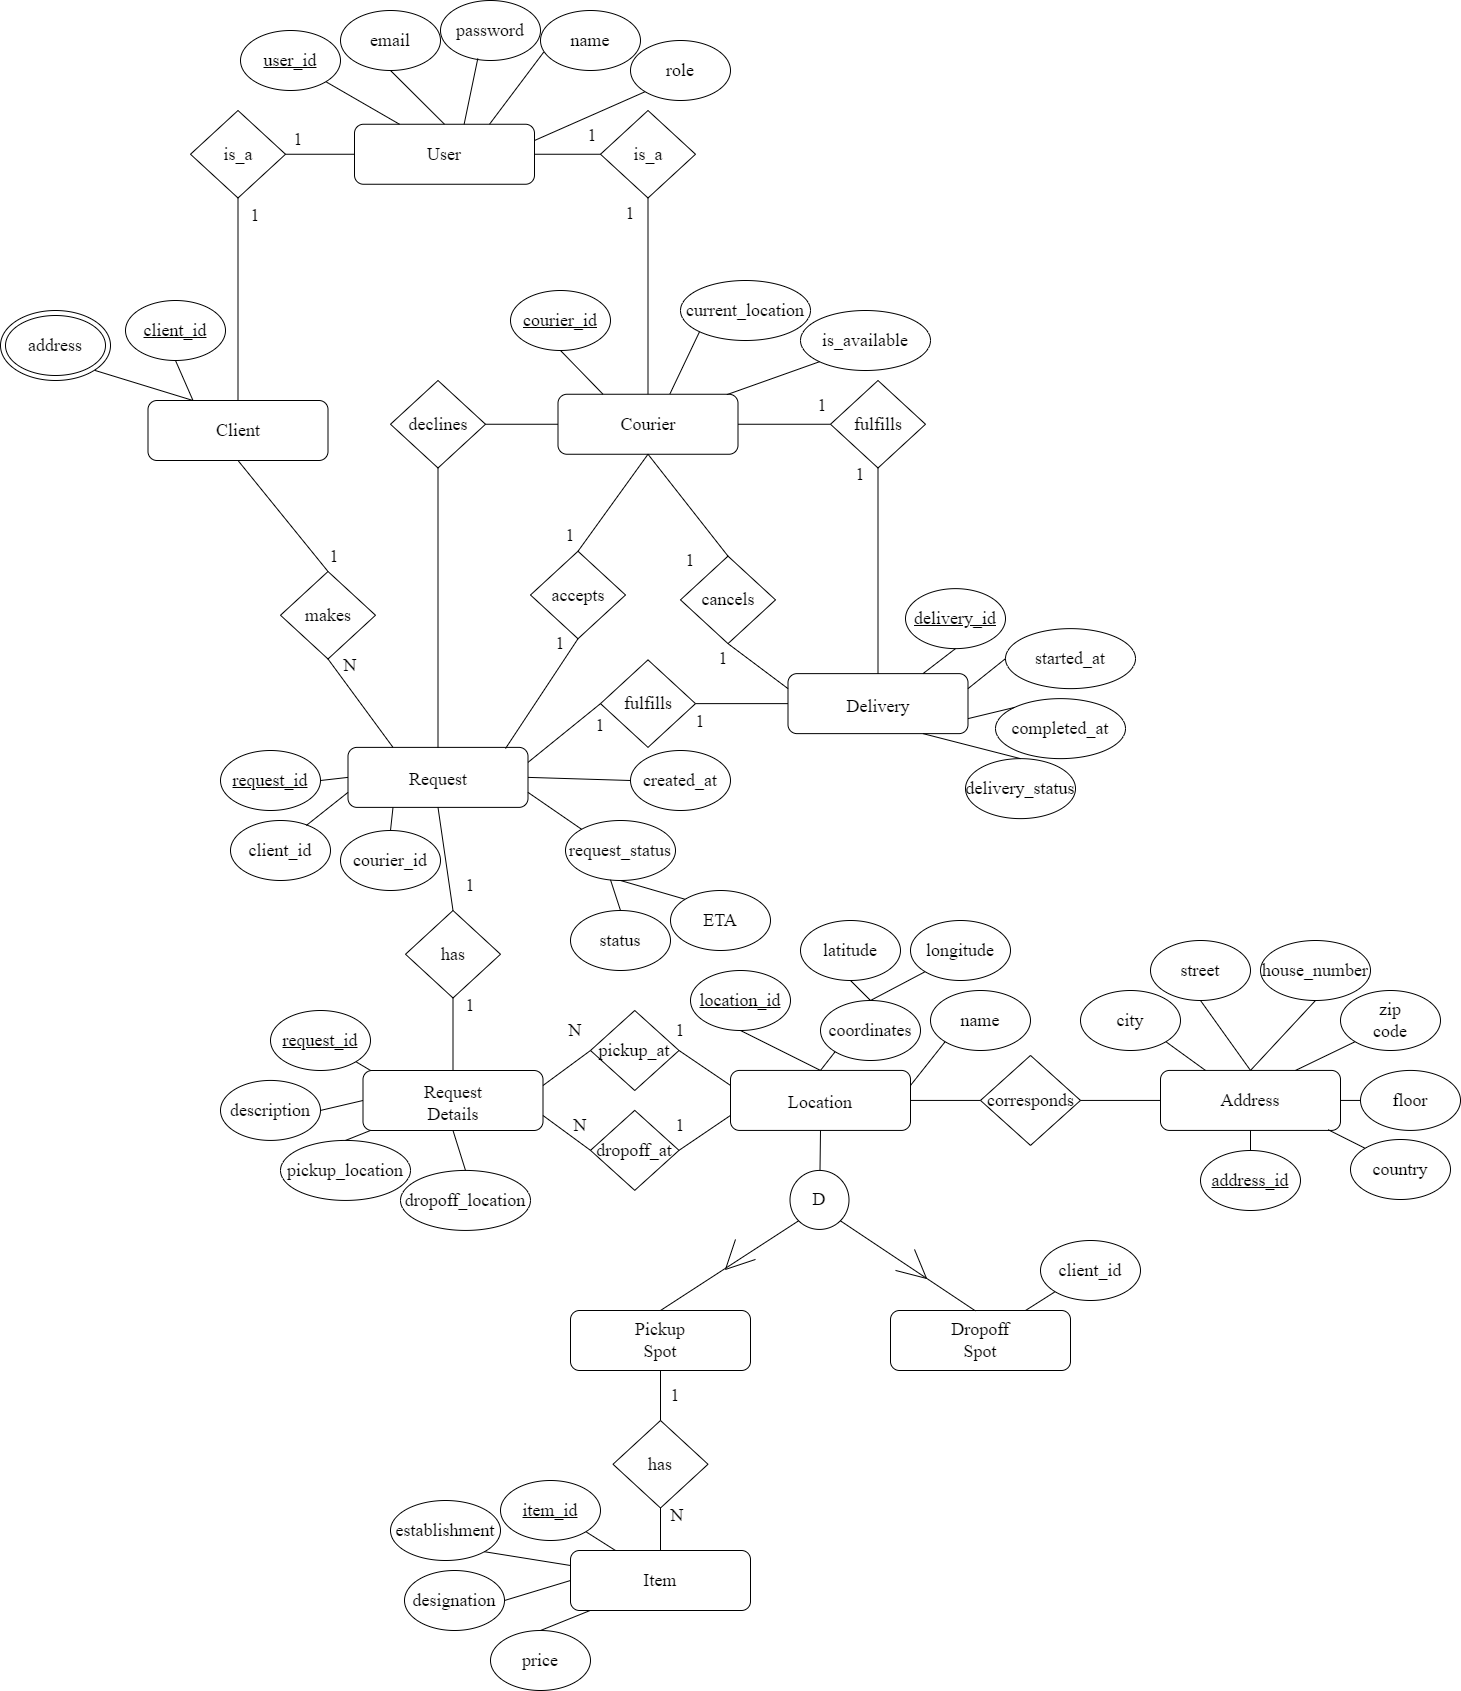 password
email
name
user_id
role
1
1
is_a
User
is_a
1
1
current_location
courier_id
client_id
is_available
address
1
declines
Courier
fulfills
Client
1
1
1
1
accepts
cancels
makes
delivery_id
1
N
1
started_at
fulfills
Delivery
1
1
completed_at
Request
request_id
created_at
delivery_status
client_id
request_status
courier_id
1
ETA
status
has
latitude
longitude
street
house_number
location_id
1
zip
code
name
city
coordinates
N
1
request_id
pickup_at
Request
Details
Location
corresponds
Address
floor
description
N
1
dropoff_at
pickup_location
country
address_id
dropoff_location
D
client_id
Pickup
Spot
Dropoff
Spot
1
has
item_id
N
establishment
Item
designation
price